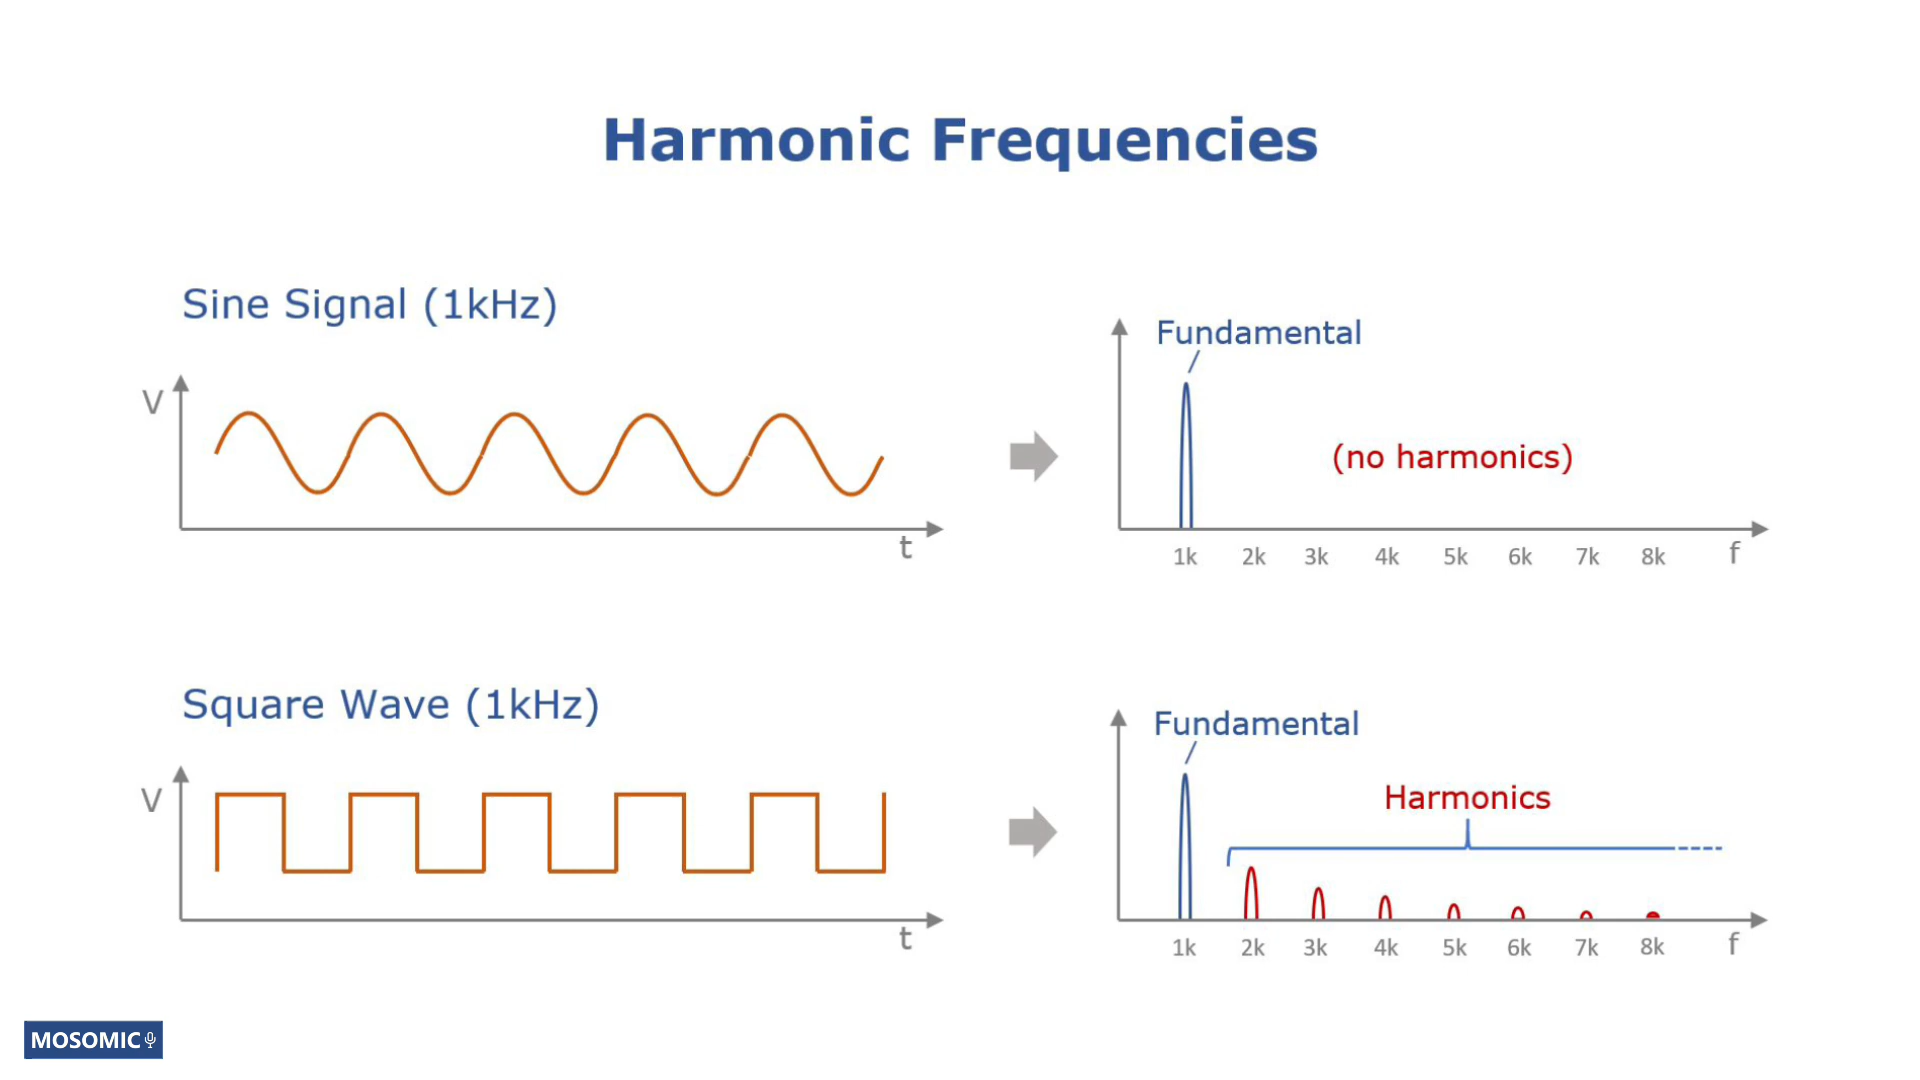 Harmonic Frequencies
Sine Signal (1kHz)
V
t
Fundamental
(no harmonics)
1k 2k 3k 4k 5k 6k 7k 8k f
Square Wave (1kHz)
V
t
Fundamental
Harmonics
1k 2k 3k 4k 5k 6k 7k 8k f
MOSOMIC